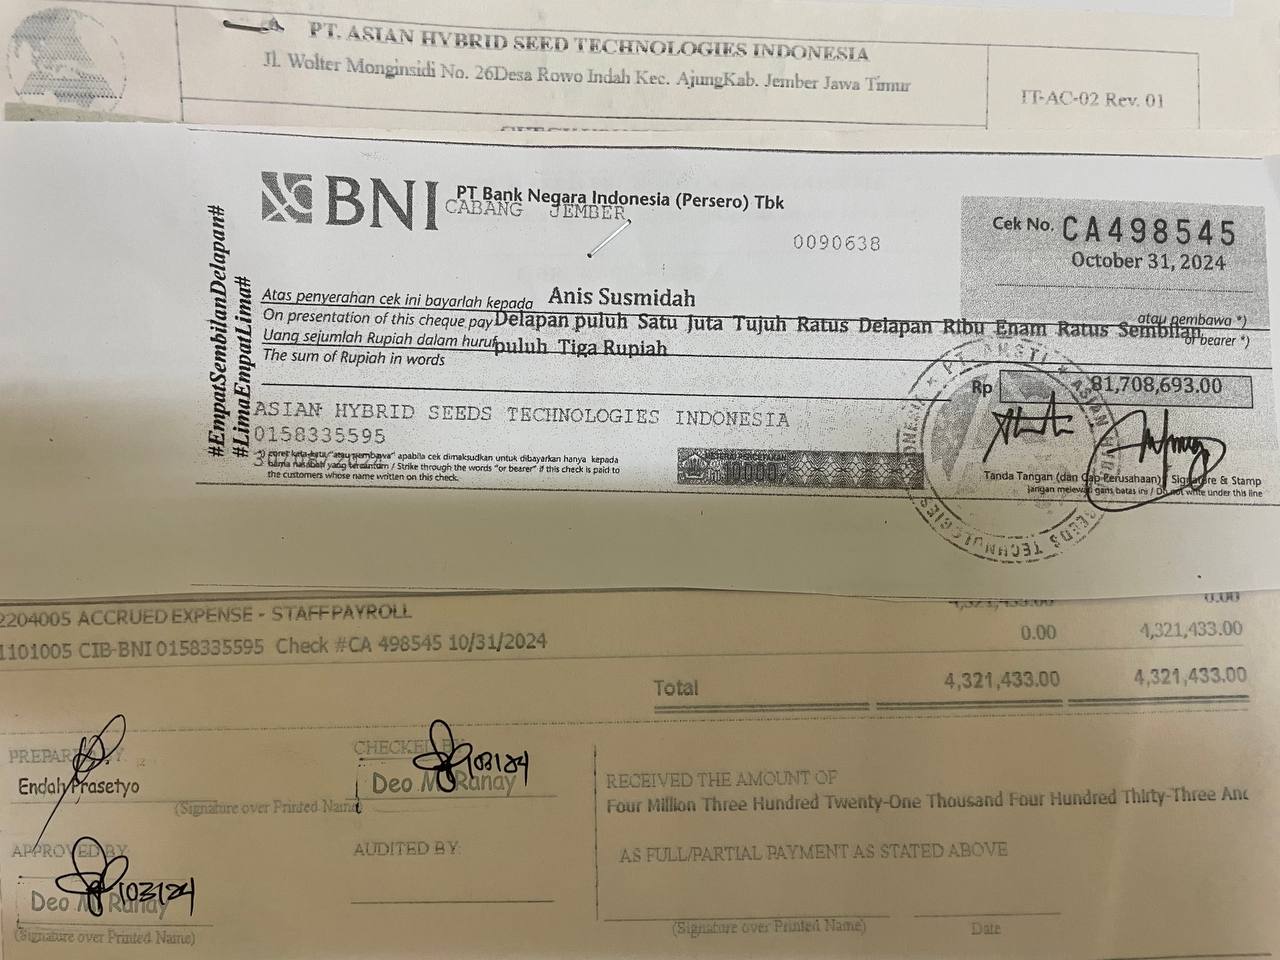 PT. ASIAN HYBRID SEED TECHNOLOGIES INDONESIA
Jl. Wolter Monginsidi No. 26Desa Rowo Indah Kec. AjungKab. Jember Jawa Timur
IT-AC-02 Rev. 01
#EmpatSembilanDelapan#
#LimaEmpatLima#
BNI PT Bank Negara Indonesia (Persero) Tbk
CABANG JEMBER,
0090638
Cek No. CA498545
October 31, 2024
Atas penyerahan cek ini bayarlah kepada Anis Susmidah
atau pembawa *)
On presentation of this cheque pay Delapan puluh Satu Juta Tujuh Ratus Delapan Ribu Enam Ratus Sembilan
or bearer *)
Uang sejumlah Rupiah dalam huruf puluh Tiga Rupiah
The sum of Rupiah in words
Rp 81,708,693.00
ASIAN HYBRID SEEDS TECHNOLOGIES INDONESIA
0158335595
*) coret kata-kata "atau pembawa" apabila cek dimaksudkan untuk dibayarkan hanya kepada
nama nasabah yang tercantum / Strike through the words "or bearer" if this check is paid to
the customers whose name written on this check.
10000
Tanda Tangan (dan Cap Perusahaan) / Signature & Stamp
jangan melewati garis batas ini / Do not write under this line
PT. AHSTI * ASIAN HYBRID SEEDS TECHNOLOGIES INDONESIA *
2204005 ACCRUED EXPENSE - STAFF PAYROLL 4,321,433.00 0.00
1101005 CIB-BNI 0158335595 Check #CA 498545 10/31/2024 0.00 4,321,433.00
Total 4,321,433.00 4,321,433.00
PREPARED BY:
Endah Prasetyo
(Signature over Printed Name)
CHECKED BY:
Deo M Ranay
103124
APPROVED BY:
Deo M Ranay
103124
(Signature over Printed Name)
AUDITED BY:
RECEIVED THE AMOUNT OF
Four Million Three Hundred Twenty-One Thousand Four Hundred Thirty-Three And
AS FULL/PARTIAL PAYMENT AS STATED ABOVE
(Signature over Printed Name)
Date